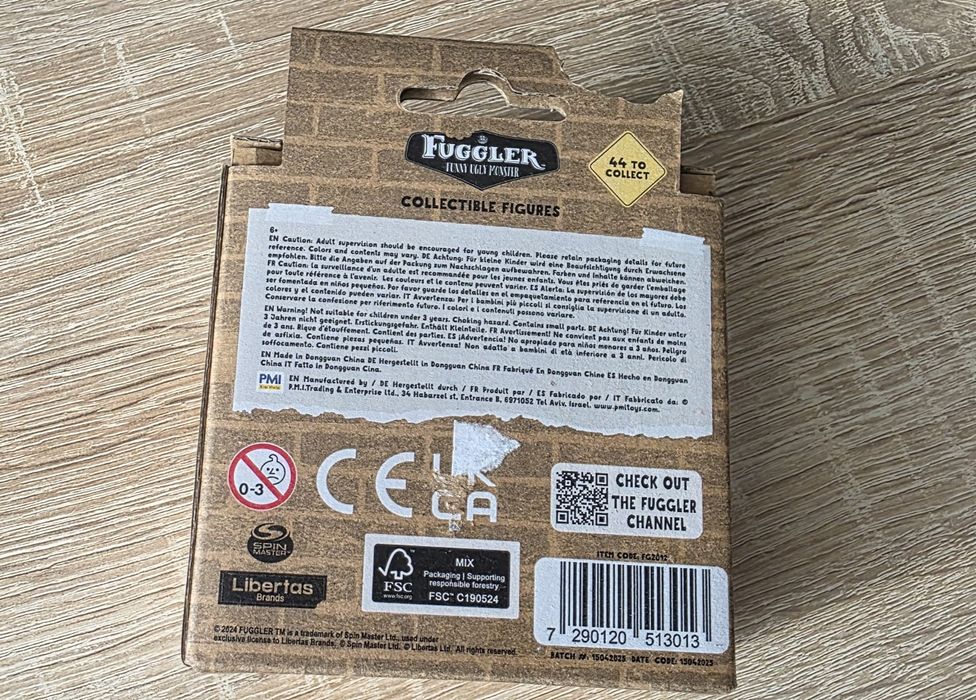 FUGGLER
FUNNY UGLY MONSTER
44 TO
COLLECT
COLLECTIBLE FIGURES
6+
EN Caution: Adult supervision should be encouraged for young children. Please retain packaging details for future
reference. Colors and contents may vary. DE Achtung: Für kleine Kinder wird eine Beaufsichtigung durch Erwachsene
empfohlen. Bitte die Angaben auf der Packung zum Nachschlagen aufbewahren. Farben und Inhalte können abweichen.
FR Caution: la surveillance d'un adulte est recommandée pour les jeunes enfants. Vous êtes priés de garder l'emballage
pour toute référence à l'avenir. Les couleurs et le contenu peuvent varier. ES Alerta: La supervisión de los mayores debe
ser fomentada en niños pequeños. Por favor guarde los detalles en el empaquetamiento para referencia en el futuro. Los
colores y el contenido pueden variar. IT Avvertenza: Per i bambini più piccoli si consiglia la supervisione di un adulto.
Conservare la confesione per riferimento futuro. I colori e i contenuti possono variare.
EN Warning! Not suitable for children under 3 years. Choking hazard. Contains small parts. DE Achtung! Für Kinder unter
3 Jahren nicht geeignet. Erstickungsgefahr. Enthält Kleinteile. FR Avertissement! Ne convient pas aux enfants de moins
de 3 ans. Rique d'étouffement. Contient des parties. ES ¡Advertencia! No apropiado para niños menores a 3 años. Peligro
de asfixia. Contiene piezas pequeñas. IT Avvertenza! Non adatto a bambini di età inferiore a 3 anni. Pericolo di
soffocamento. Contiene pezzi piccoli.
EN Made in Dongguan China DE Hergestellt in Dongguan China FR Fabriqué En Dongguan Chine ES Hecho en Dongguan
China IT Fatto In Dongguan Cina.
PMI
EN Manufactured by / DE Hergestellt durch / FR Produit par / ES Fabricado por / IT Fabbricato da: ©
P.M.I.Trading & Enterprise ltd., 34 Habarzel st. Entrance B, 6971052 Tel Aviv, Israel. www.pmitoys.com.
0-3
CE
UK
CA
CHECK OUT
THE FUGGLER
CHANNEL
SPIN
MASTER™
Libertas
Brands
FSC™
www.fsc.org
MIX
Packaging | Supporting
responsible forestry
FSC™ C190524
ITEM CODE: FG2012
7 290120 513013
BATCH #: 15042025 DATE CODE: 15042025
© 2024 FUGGLER TM is a trademark of Spin Master Ltd., used under
exclusive license to Libertas Brands. © Spin Master Ltd. © Libertas Ltd. All rights reserved.